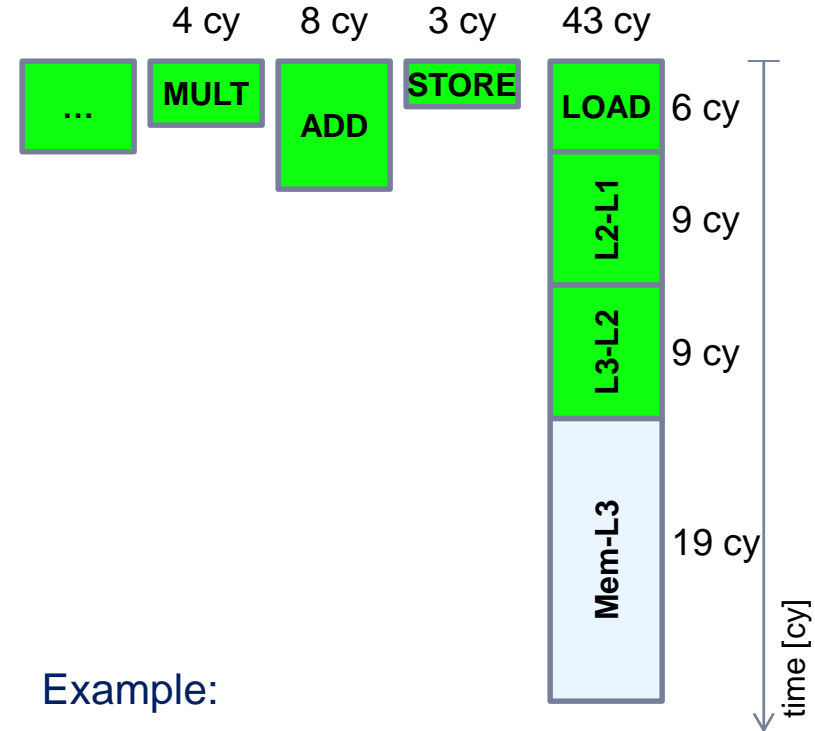 4 cy 8 cy 3 cy 43 cy
... MULT ADD STORE LOAD 6 cy
L2-L1 9 cy
L3-L2 9 cy
Mem-L3 19 cy
time [cy]
Example: